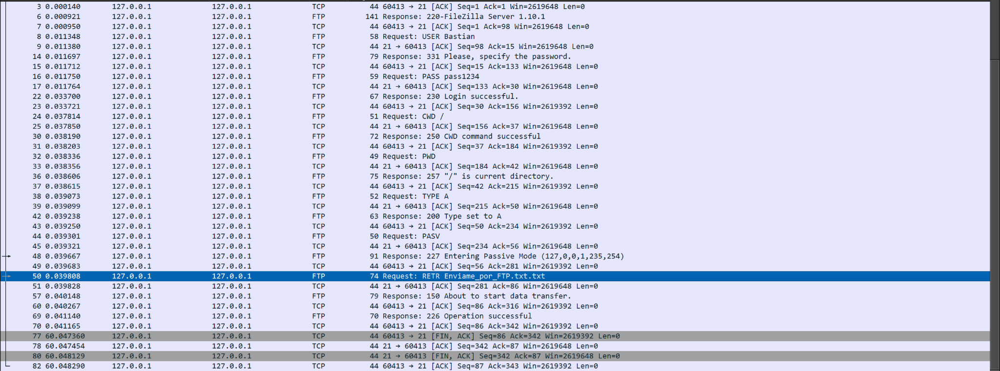 3 0.000140 127.0.0.1 127.0.0.1 TCP 44 60413 → 21 [ACK] Seq=1 Ack=1 Win=2619648 Len=0
6 0.000921 127.0.0.1 127.0.0.1 FTP 141 Response: 220-FileZilla Server 1.10.1
7 0.000950 127.0.0.1 127.0.0.1 TCP 44 60413 → 21 [ACK] Seq=1 Ack=98 Win=2619648 Len=0
8 0.011348 127.0.0.1 127.0.0.1 FTP 58 Request: USER Bastian
9 0.011380 127.0.0.1 127.0.0.1 TCP 44 21 → 60413 [ACK] Seq=98 Ack=15 Win=2619648 Len=0
14 0.011697 127.0.0.1 127.0.0.1 FTP 79 Response: 331 Please, specify the password.
15 0.011712 127.0.0.1 127.0.0.1 TCP 44 60413 → 21 [ACK] Seq=15 Ack=133 Win=2619648 Len=0
16 0.011750 127.0.0.1 127.0.0.1 FTP 59 Request: PASS pass1234
17 0.011764 127.0.0.1 127.0.0.1 TCP 44 21 → 60413 [ACK] Seq=133 Ack=30 Win=2619648 Len=0
22 0.033700 127.0.0.1 127.0.0.1 FTP 67 Response: 230 Login successful.
23 0.033721 127.0.0.1 127.0.0.1 TCP 44 60413 → 21 [ACK] Seq=30 Ack=156 Win=2619392 Len=0
24 0.037814 127.0.0.1 127.0.0.1 FTP 51 Request: CWD /
25 0.037850 127.0.0.1 127.0.0.1 TCP 44 21 → 60413 [ACK] Seq=156 Ack=37 Win=2619648 Len=0
30 0.038190 127.0.0.1 127.0.0.1 FTP 72 Response: 250 CWD command successful
31 0.038203 127.0.0.1 127.0.0.1 TCP 44 60413 → 21 [ACK] Seq=37 Ack=184 Win=2619392 Len=0
32 0.038336 127.0.0.1 127.0.0.1 FTP 49 Request: PWD
33 0.038356 127.0.0.1 127.0.0.1 TCP 44 21 → 60413 [ACK] Seq=184 Ack=42 Win=2619648 Len=0
36 0.038606 127.0.0.1 127.0.0.1 FTP 75 Response: 257 "/" is current directory.
37 0.038615 127.0.0.1 127.0.0.1 TCP 44 60413 → 21 [ACK] Seq=42 Ack=215 Win=2619392 Len=0
38 0.039073 127.0.0.1 127.0.0.1 FTP 52 Request: TYPE A
39 0.039099 127.0.0.1 127.0.0.1 TCP 44 21 → 60413 [ACK] Seq=215 Ack=50 Win=2619648 Len=0
42 0.039238 127.0.0.1 127.0.0.1 FTP 63 Response: 200 Type set to A
43 0.039250 127.0.0.1 127.0.0.1 TCP 44 60413 → 21 [ACK] Seq=50 Ack=234 Win=2619392 Len=0
44 0.039301 127.0.0.1 127.0.0.1 FTP 50 Request: PASV
45 0.039321 127.0.0.1 127.0.0.1 TCP 44 21 → 60413 [ACK] Seq=234 Ack=56 Win=2619648 Len=0
48 0.039667 127.0.0.1 127.0.0.1 FTP 91 Response: 227 Entering Passive Mode (127,0,0,1,235,254)
49 0.039683 127.0.0.1 127.0.0.1 TCP 44 60413 → 21 [ACK] Seq=56 Ack=281 Win=2619392 Len=0
50 0.039808 127.0.0.1 127.0.0.1 FTP 74 Request: RETR Enviame_por_FTP.txt.txt
51 0.039828 127.0.0.1 127.0.0.1 TCP 44 21 → 60413 [ACK] Seq=281 Ack=86 Win=2619648 Len=0
57 0.040148 127.0.0.1 127.0.0.1 FTP 79 Response: 150 About to start data transfer.
60 0.040267 127.0.0.1 127.0.0.1 TCP 44 60413 → 21 [ACK] Seq=86 Ack=316 Win=2619392 Len=0
69 0.041140 127.0.0.1 127.0.0.1 FTP 70 Response: 226 Operation successful
70 0.041165 127.0.0.1 127.0.0.1 TCP 44 60413 → 21 [ACK] Seq=86 Ack=342 Win=2619392 Len=0
77 60.047360 127.0.0.1 127.0.0.1 TCP 44 60413 → 21 [FIN, ACK] Seq=86 Ack=342 Win=2619392 Len=0
78 60.047454 127.0.0.1 127.0.0.1 TCP 44 21 → 60413 [ACK] Seq=342 Ack=87 Win=2619648 Len=0
80 60.048129 127.0.0.1 127.0.0.1 TCP 44 21 → 60413 [FIN, ACK] Seq=342 Ack=87 Win=2619648 Len=0
82 60.048290 127.0.0.1 127.0.0.1 TCP 44 60413 → 21 [ACK] Seq=87 Ack=343 Win=2619392 Len=0